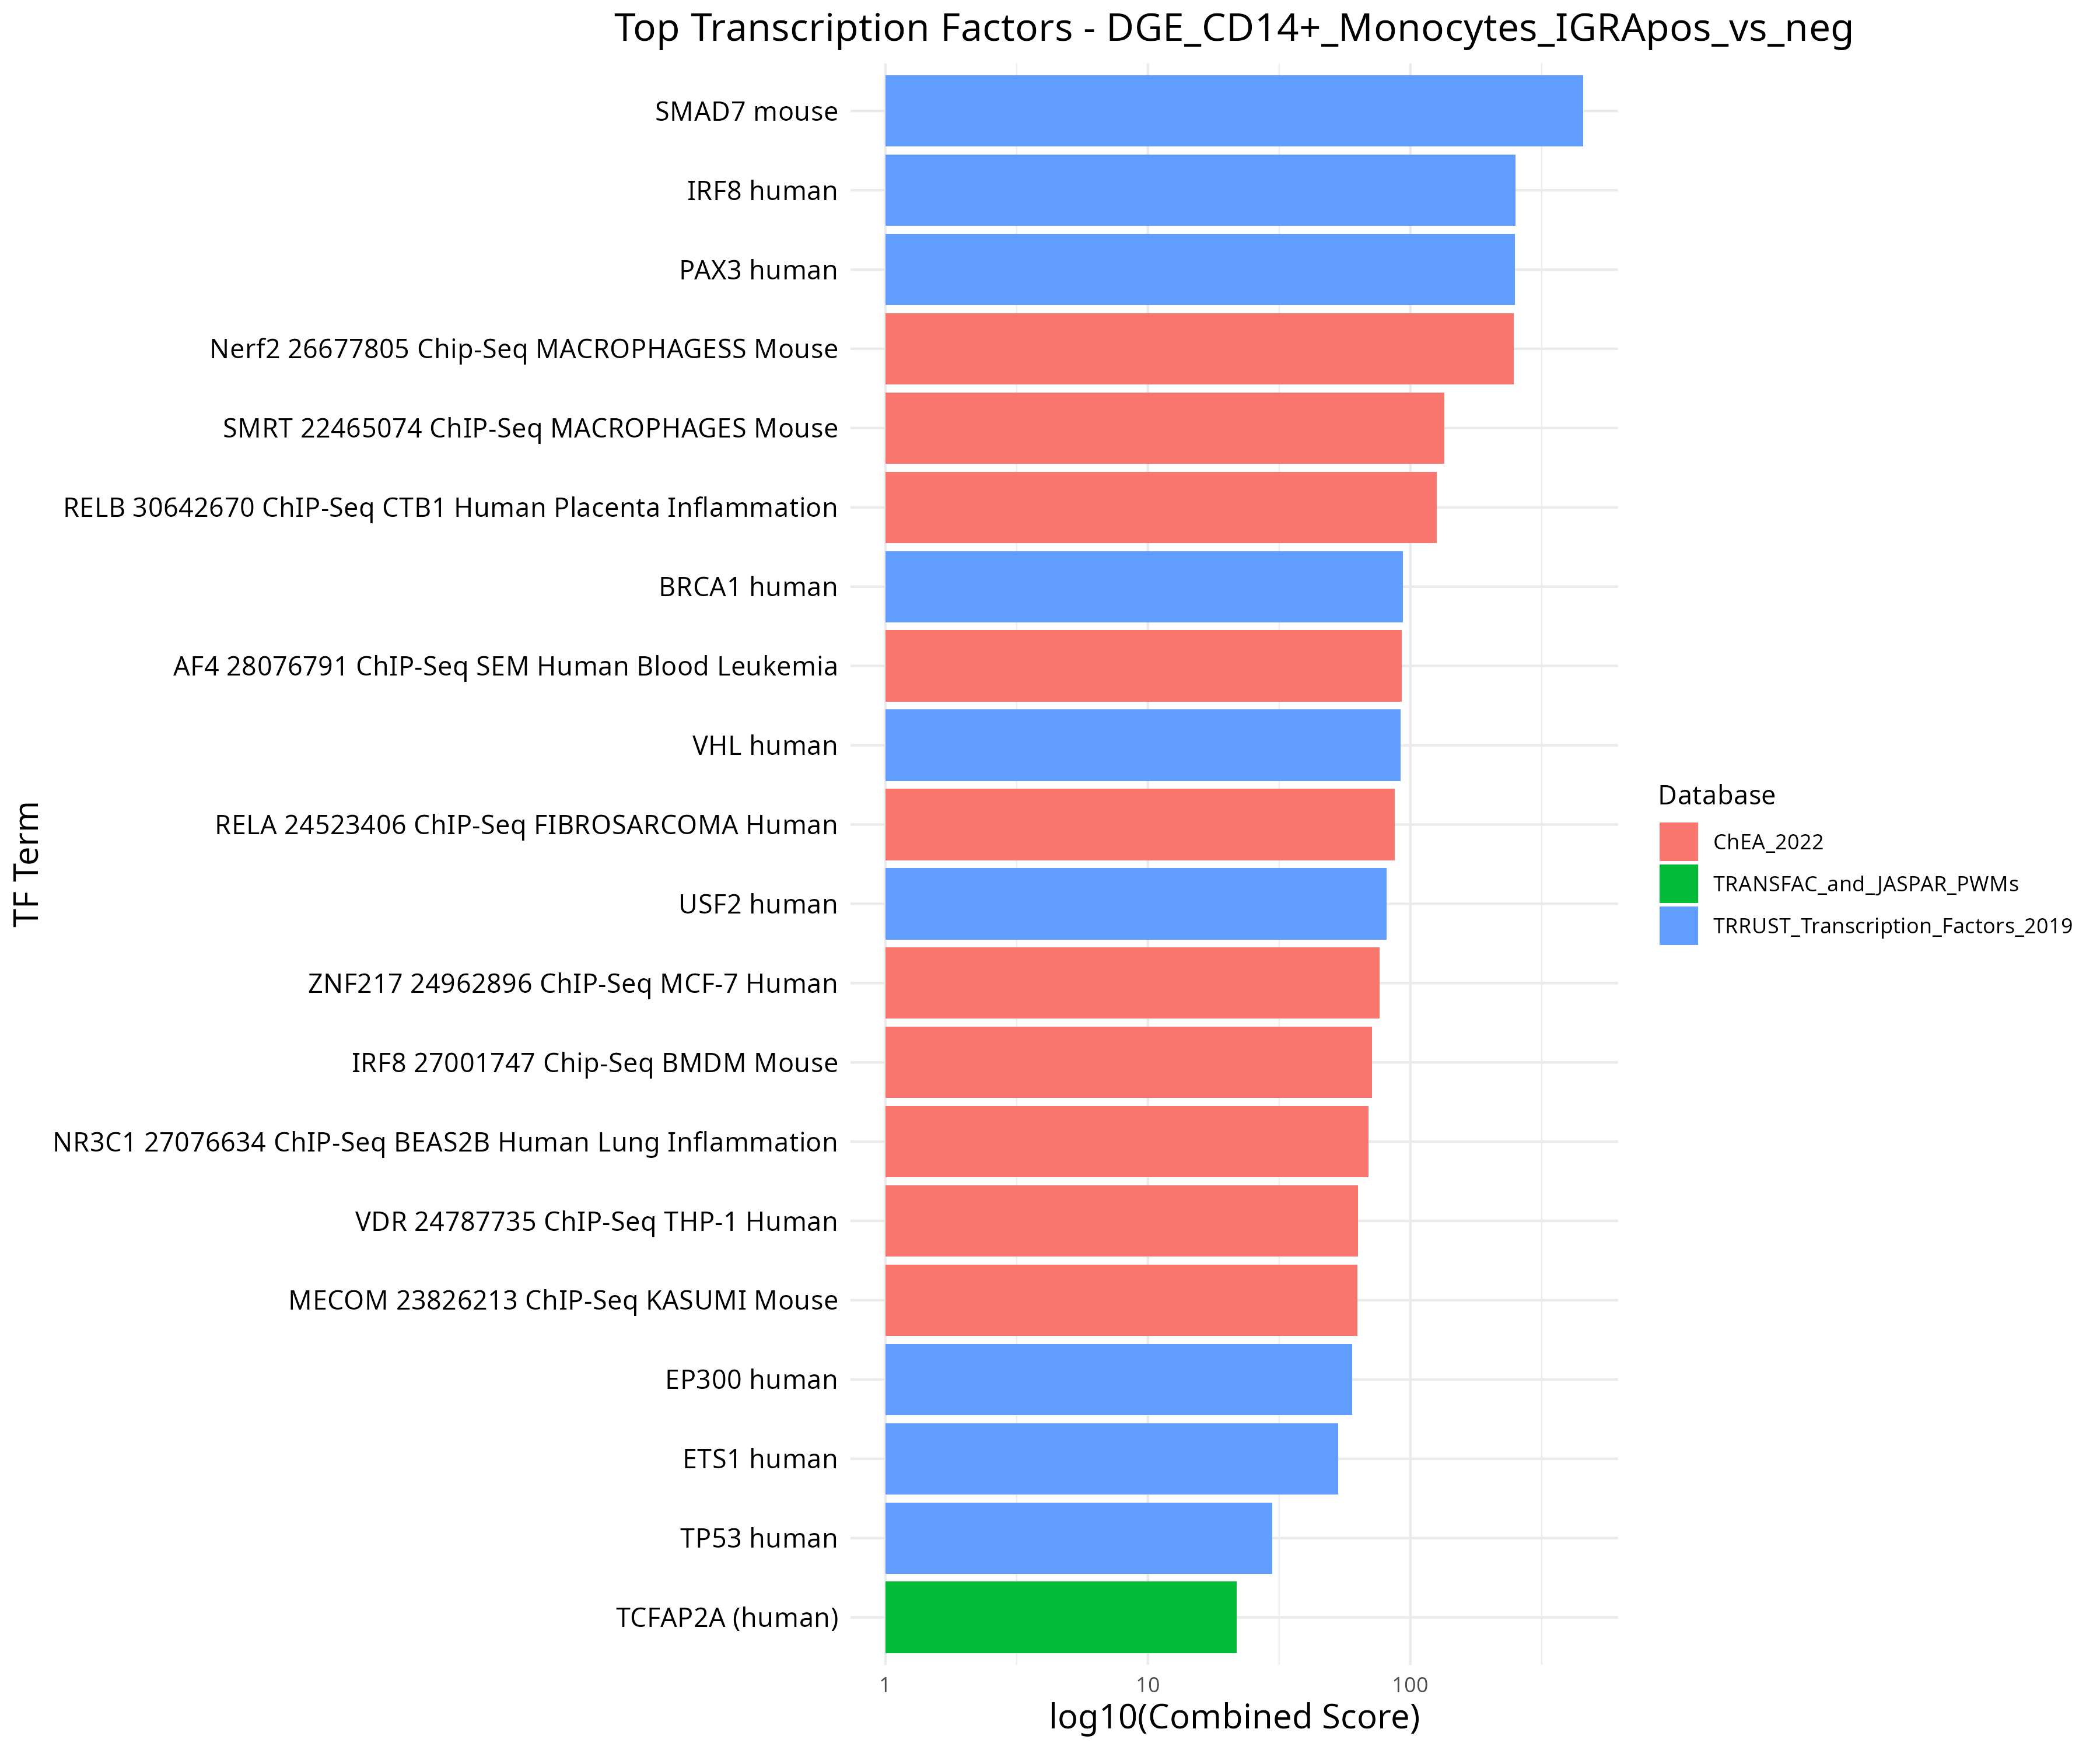 Top Transcription Factors - DGE_CD14+_Monocytes_IGRApos_vs_neg
TF Term
SMAD7 mouse
IRF8 human
PAX3 human
Nerf2 26677805 Chip-Seq MACROPHAGESS Mouse
SMRT 22465074 ChIP-Seq MACROPHAGES Mouse
RELB 30642670 ChIP-Seq CTB1 Human Placenta Inflammation
BRCA1 human
AF4 28076791 ChIP-Seq SEM Human Blood Leukemia
VHL human
RELA 24523406 ChIP-Seq FIBROSARCOMA Human
USF2 human
ZNF217 24962896 ChIP-Seq MCF-7 Human
IRF8 27001747 Chip-Seq BMDM Mouse
NR3C1 27076634 ChIP-Seq BEAS2B Human Lung Inflammation
VDR 24787735 ChIP-Seq THP-1 Human
MECOM 23826213 ChIP-Seq KASUMI Mouse
EP300 human
ETS1 human
TP53 human
TCFAP2A (human)
1
10
100
log10(Combined Score)
Database
ChEA_2022
TRANSFAC_and_JASPAR_PWMs
TRRUST_Transcription_Factors_2019